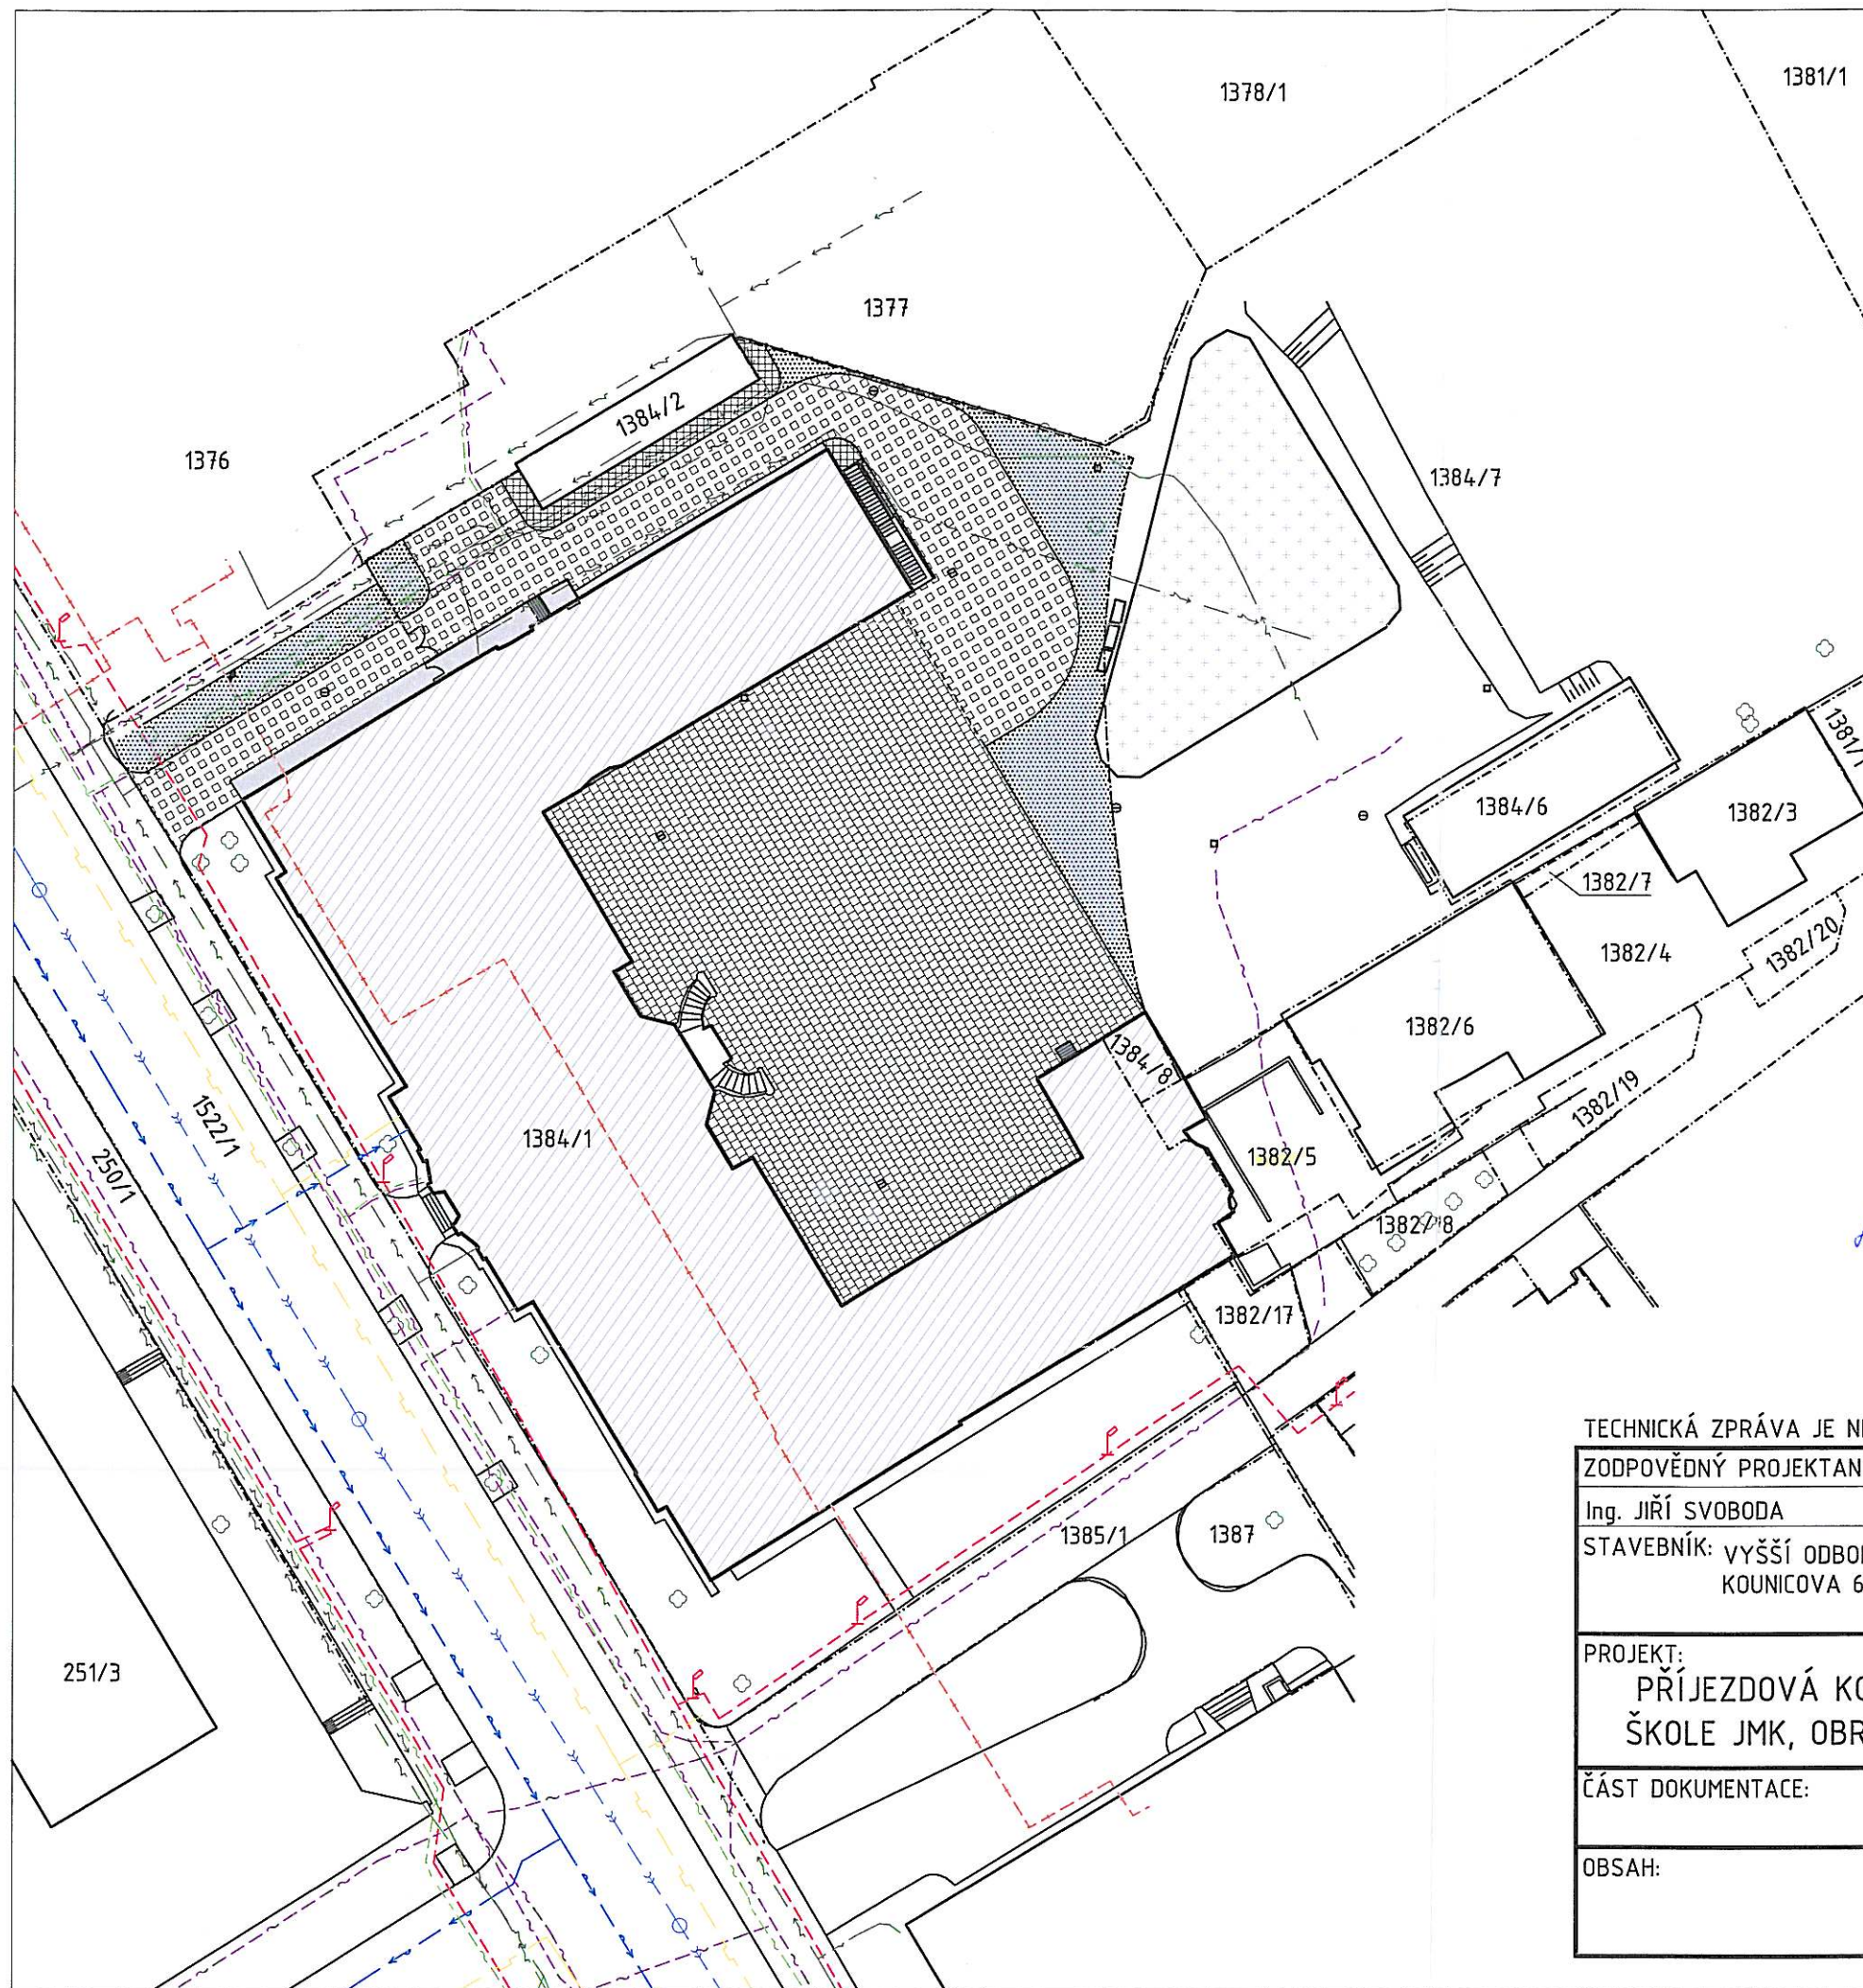 1378/1
1381/1
1377
1384/2
1376
1384/7
1381/1
1384/6
1382/3
1382/7
1382/4
1382/20
1382/6
1384/8
1382/19
1522/1
1384/1
250/1
1382/5
1382/18
1382/17
1385/1
1387
251/3
TECHNICKÁ ZPRÁVA JE
ZODPOVĚDNÝ PROJEKTAN
Ing. JIŘÍ SVOBODA
STAVEBNÍK: VYŠŠÍ ODBO
KOUNICOVA 6
PROJEKT:
PŘÍJEZDOVÁ KO
ŠKOLE JMK, OBR
ČÁST DOKUMENTACE:
OBSAH: